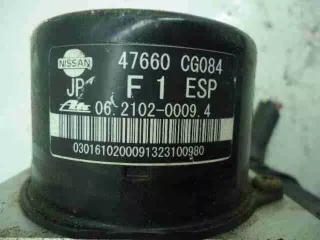 NISSAN 47660 CG084
JP F 1 ESP
Ate 06.2102-0009.4
0301610200091323100980